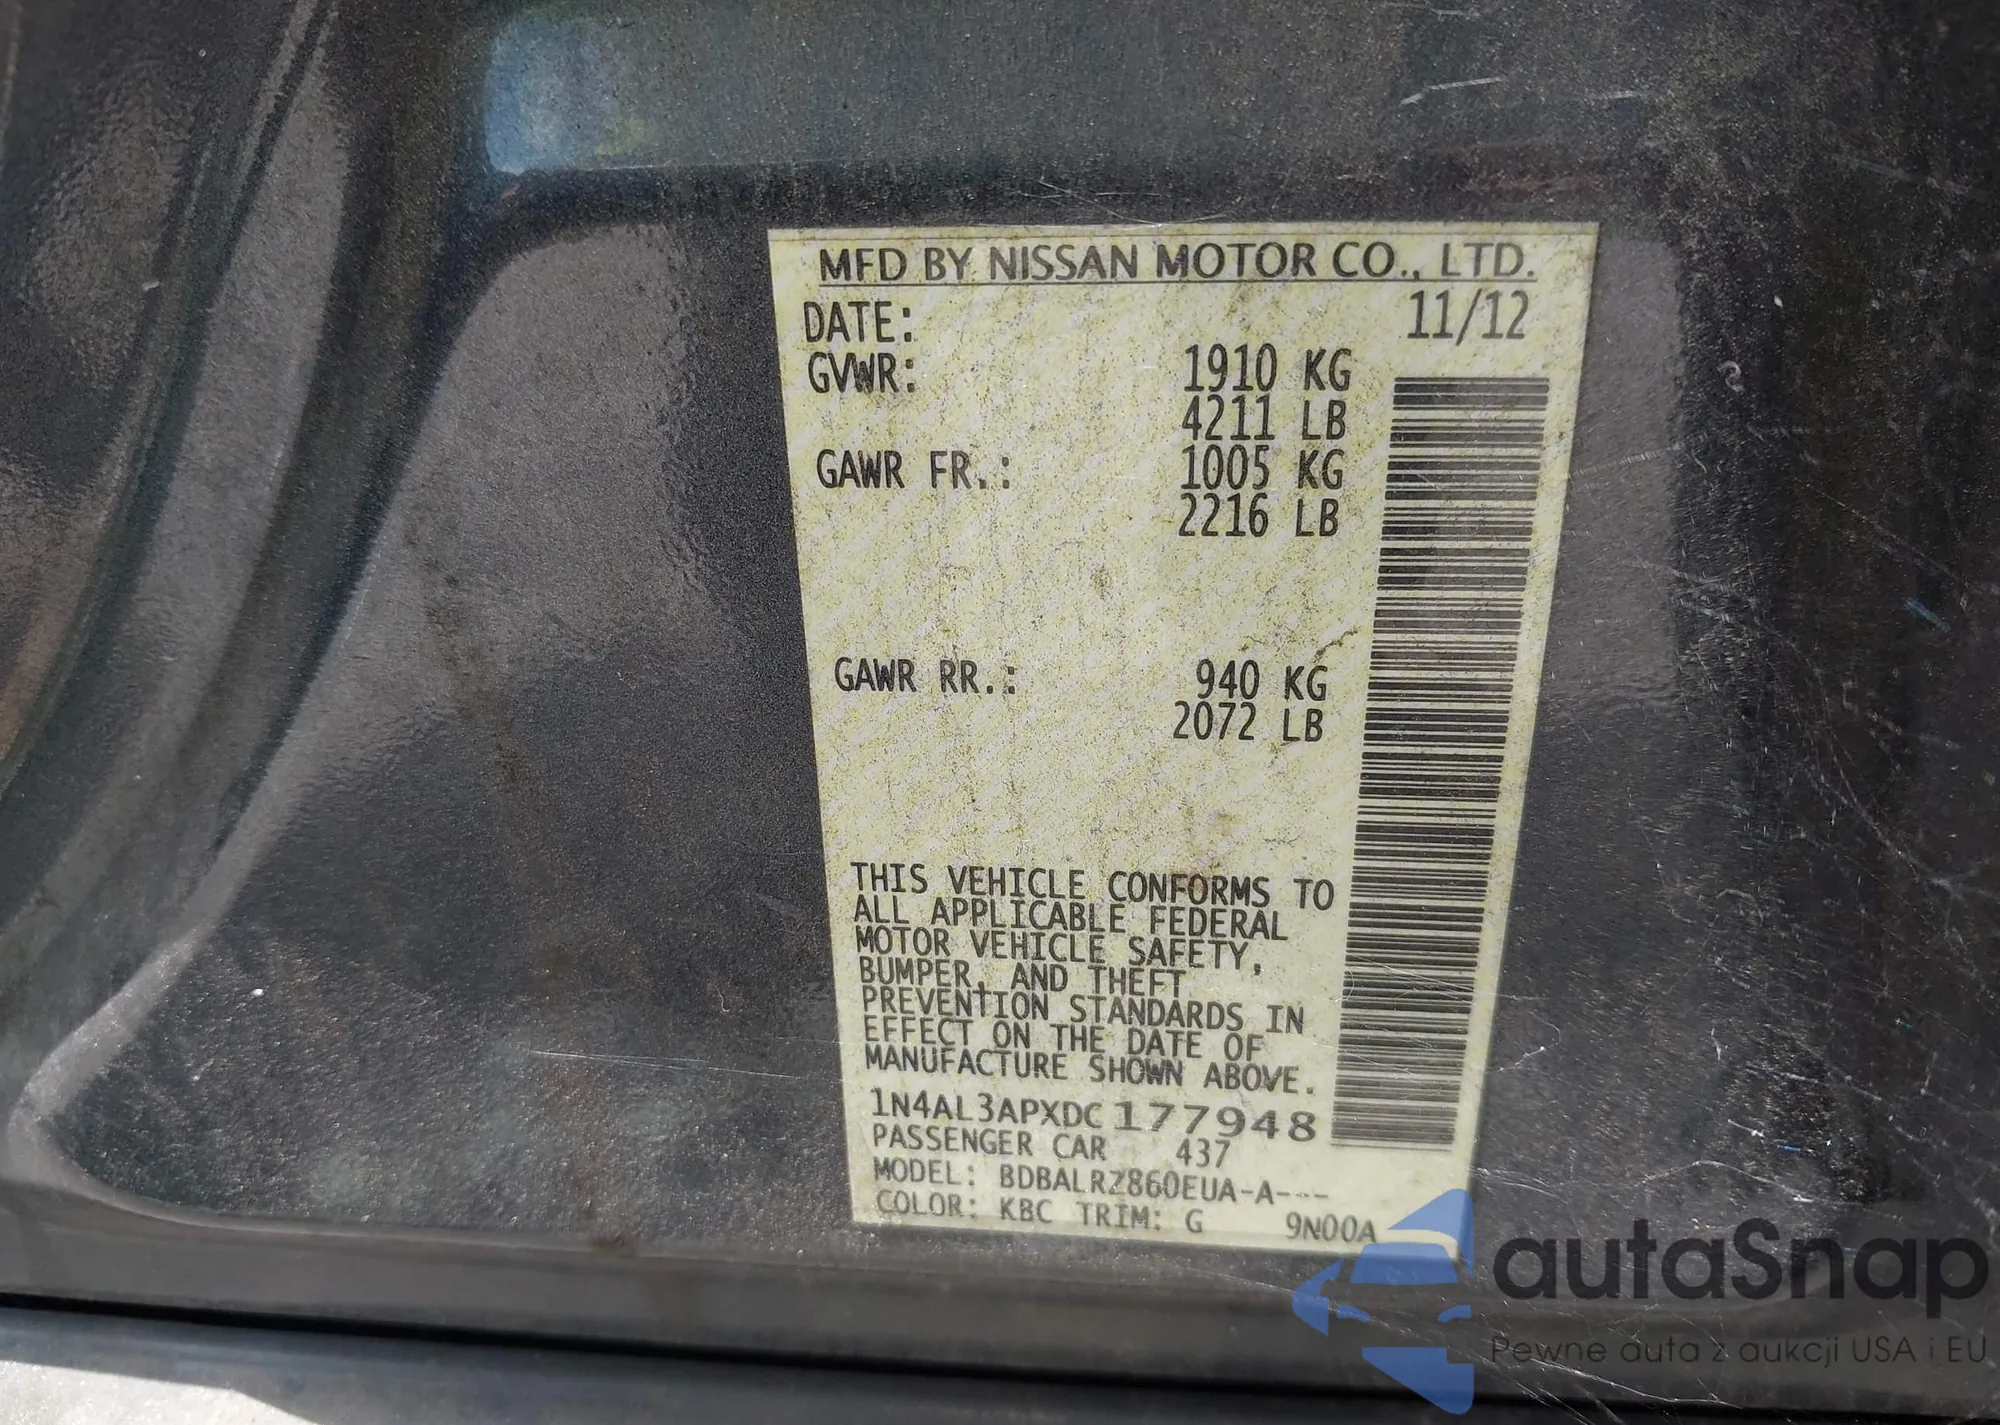 MFD BY NISSAN MOTOR CO., LTD.
DATE: 11/12
GVWR: 1910 KG
4211 LB
GAWR FR.: 1005 KG
2216 LB
GAWR RR.: 940 KG
2072 LB
THIS VEHICLE CONFORMS TO
ALL APPLICABLE FEDERAL
MOTOR VEHICLE SAFETY,
BUMPER, AND THEFT
PREVENTION STANDARDS IN
EFFECT ON THE DATE OF
MANUFACTURE SHOWN ABOVE.
1N4AL3APXDC177948
PASSENGER CAR 437
MODEL: BDBALRZ860EUA-A---
COLOR: KBC TRIM: G 9N00A
autaSnap
Pewne auta z aukcji USA i EU